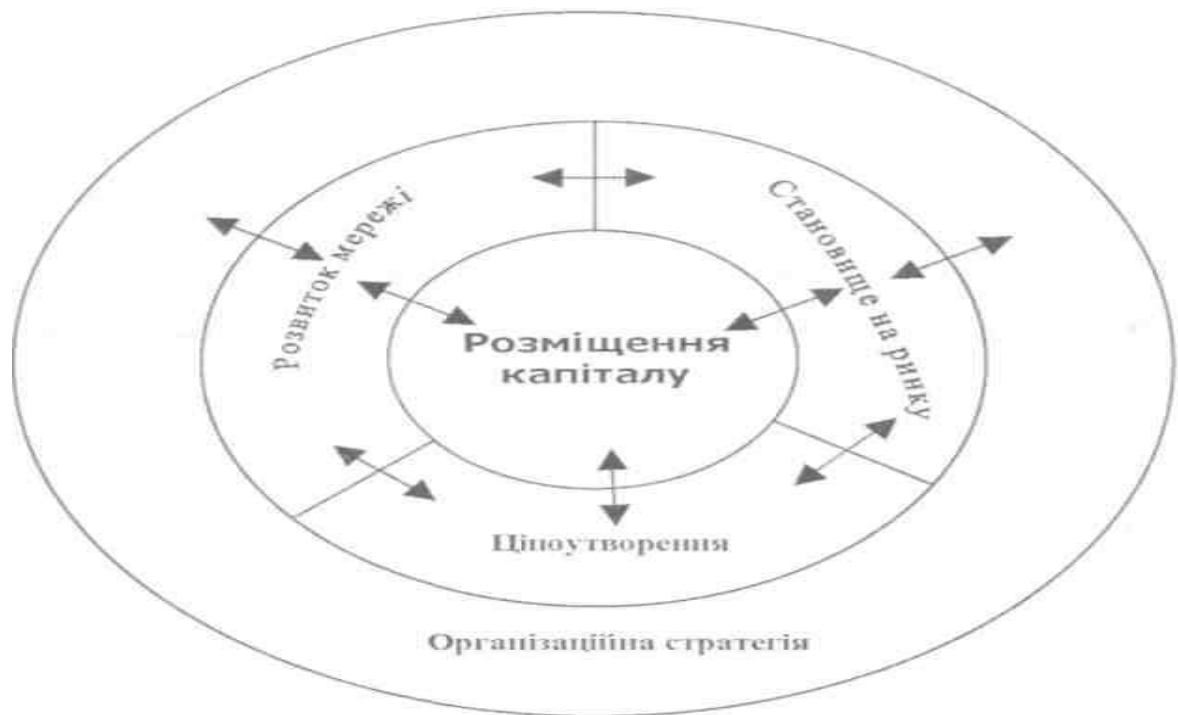 Розвиток мережі
Становище на ринку
Розміщення
капіталу
Ціноутворення
Організаційна стратегія